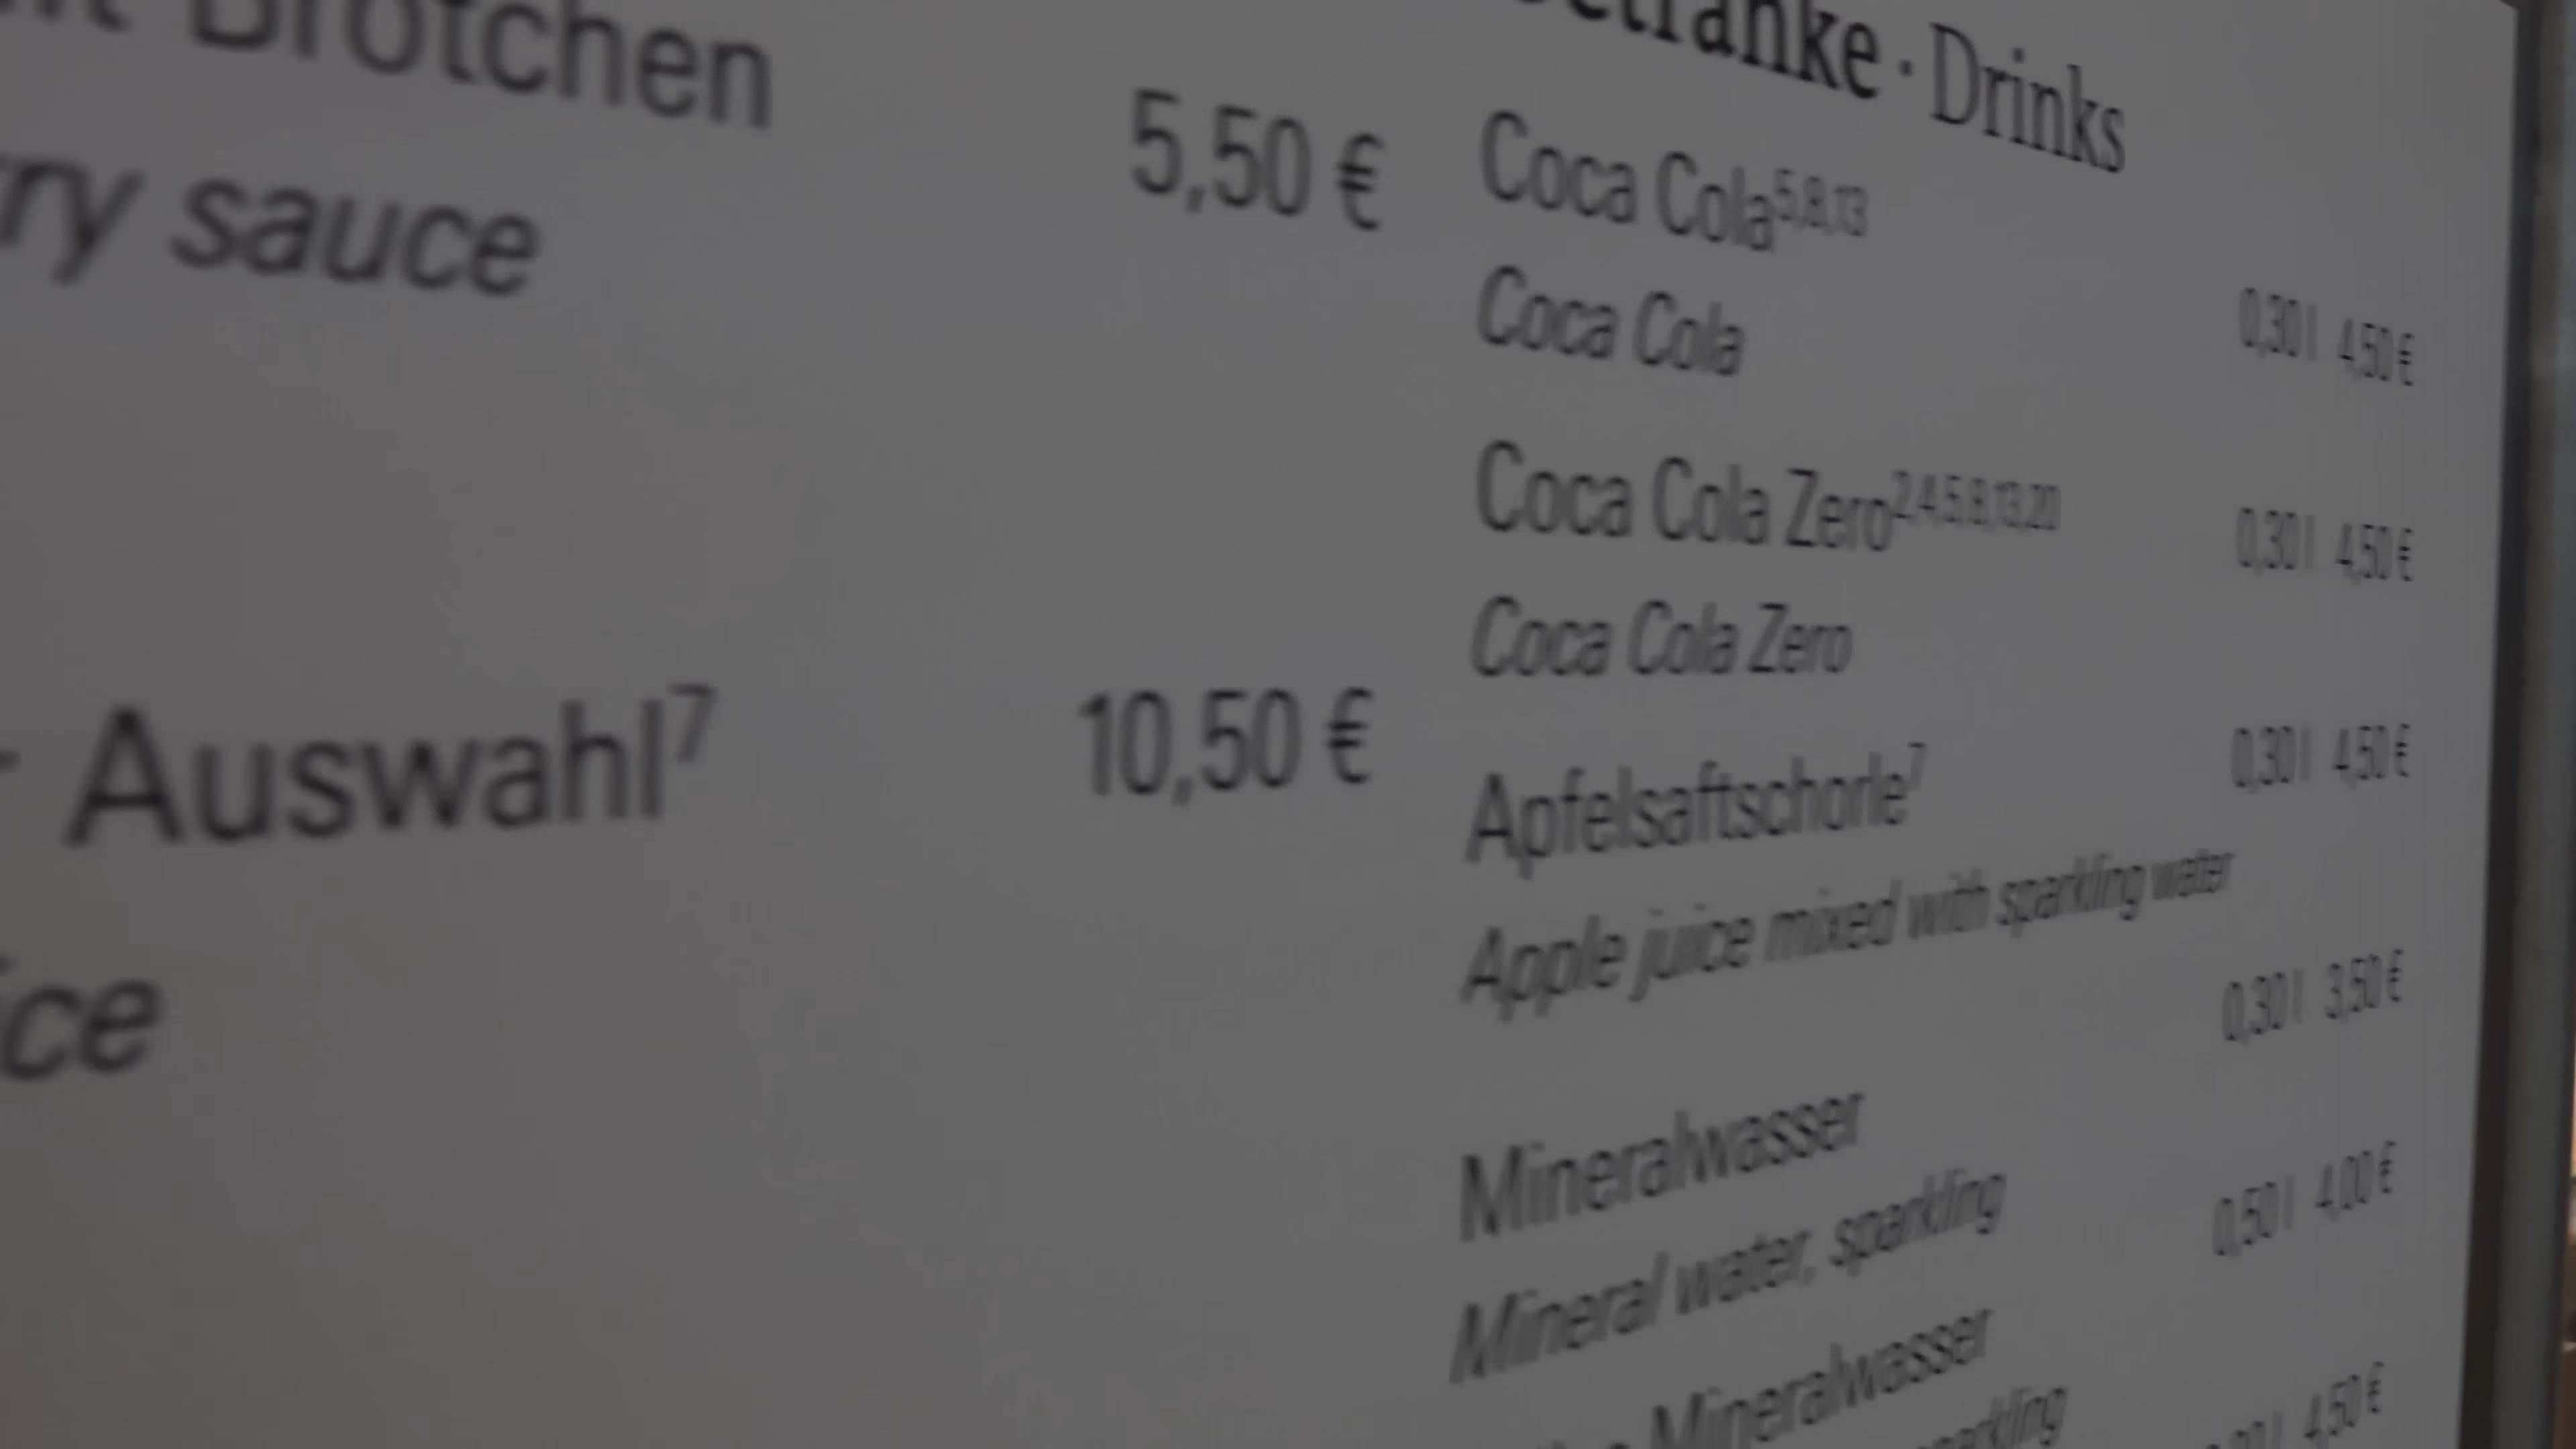 Brötchen
sauce
5,50 €
Auswahl⁷
10,50 €
Getränke · Drinks
Coca Cola⁵,⁸,¹³
Coca Cola
0,30 l 4,50 €
Coca Cola Zero²,⁴,⁵,⁸,¹³,²⁰
Coca Cola Zero
0,30 l 4,50 €
Apfelsaftschorle⁷
0,30 l 4,50 €
Apple juice mixed with sparkling water
0,30 l 3,50 €
Mineralwasser
Mineral water, sparkling
0,50 l 4,00 €
Mineralwasser
4,50 €